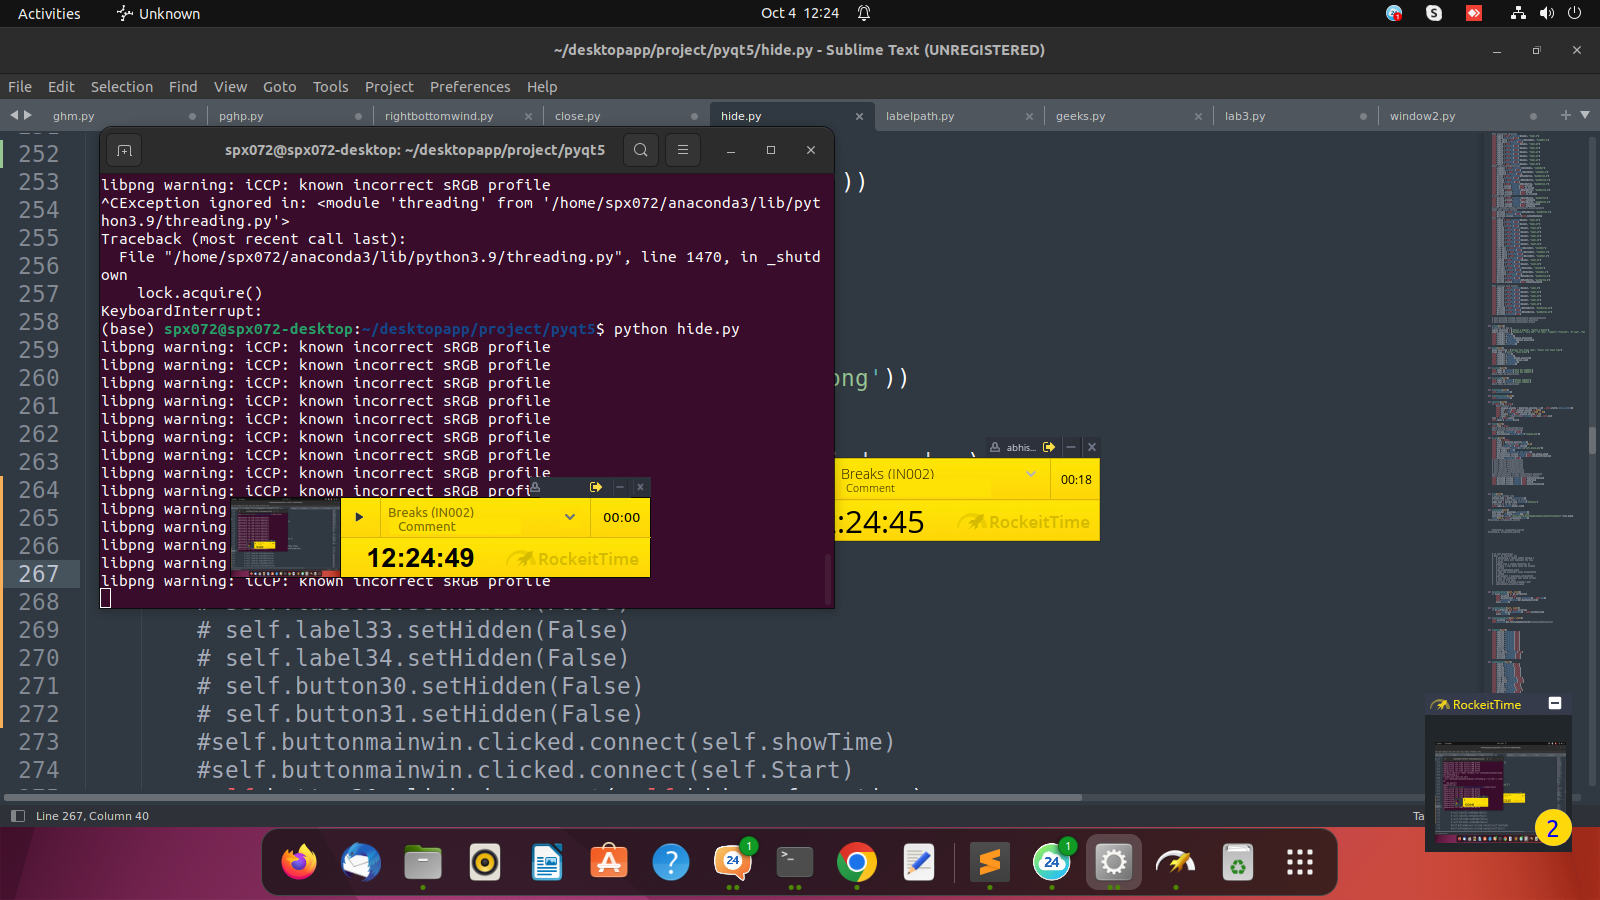 Activities
Unknown
Oct 4 12:24
~/desktopapp/project/pyqt5/hide.py - Sublime Text (UNREGISTERED)
File Edit Selection Find View Goto Tools Project Preferences Help
ghm.py
pghp.py
rightbottomwind.py
close.py
hide.py
labelpath.py
geeks.py
lab3.py
window2.py
spx072@spx072-desktop: ~/desktopapp/project/pyqt5
libpng warning: iCCP: known incorrect sRGB profile
^CException ignored in: <module 'threading' from '/home/spx072/anaconda3/lib/pyt
hon3.9/threading.py'>
Traceback (most recent call last):
  File "/home/spx072/anaconda3/lib/python3.9/threading.py", line 1470, in _shutd
own
    lock.acquire()
KeyboardInterrupt:
(base) spx072@spx072-desktop:~/desktopapp/project/pyqt5$ python hide.py
libpng warning: iCCP: known incorrect sRGB profile
libpng warning: iCCP: known incorrect sRGB profile
libpng warning: iCCP: known incorrect sRGB profile
libpng warning: iCCP: known incorrect sRGB profile
libpng warning: iCCP: known incorrect sRGB profile
libpng warning: iCCP: known incorrect sRGB profile
libpng warning: iCCP: known incorrect sRGB profile
libpng warning: iCCP: known incorrect sRGB profile
libpng warning: iCCP: known incorrect sRG
libpng warning:
libpng warning:
libpng warning:
libpng warning:
libpng warning: iCCP: known incorrect sRGB profile
252
253 ))
254
255
256
257
258
259
260 ong'))
261
262
263
264
265
266
267
268 # self.label32.setHidden(False)
269 # self.label33.setHidden(False)
270 # self.label34.setHidden(False)
271 # self.button30.setHidden(False)
272 # self.button31.setHidden(False)
273 #self.buttonmainwin.clicked.connect(self.showTime)
274 #self.buttonmainwin.clicked.connect(self.Start)
abhis...
Breaks (IN002)
Comment
00:18
:24:45
RockeitTime
Breaks (IN002)
Comment
00:00
12:24:49
RockeitTime
RockeitTime
2
Line 267, Column 40
Ta
24
1
24
1